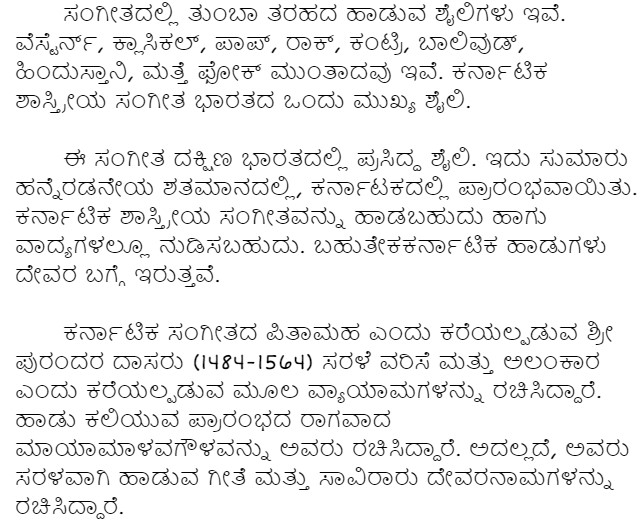 ಸಂಗೀತದಲ್ಲಿ ತುಂಬಾ ತರಹದ ಹಾಡುವ ಶೈಲಿಗಳು ಇವೆ.
ವೆಸ್ಟೆರ್ನ್, ಕ್ಲಾಸಿಕಲ್, ಪಾಪ್, ರಾಕ್, ಕಂಟ್ರಿ, ಬಾಲಿವುಡ್,
ಹಿಂದುಸ್ತಾನಿ, ಮತ್ತೆ ಫೋಕ್ ಮುಂತಾದವು ಇವೆ. ಕರ್ನಾಟಿಕ
ಶಾಸ್ತ್ರೀಯ ಸಂಗೀತ ಭಾರತದ ಒಂದು ಮುಖ್ಯ ಶೈಲಿ.
ಈ ಸಂಗೀತ ದಕ್ಷಿಣ ಭಾರತದಲ್ಲಿ ಪ್ರಸಿದ್ದ ಶೈಲಿ. ಇದು ಸುಮಾರು
ಹನ್ನೆರಡನೇಯ ಶತಮಾನದಲ್ಲಿ, ಕರ್ನಾಟಕದಲ್ಲಿ ಪ್ರಾರಂಭವಾಯಿತು.
ಕರ್ನಾಟಿಕ ಶಾಸ್ತ್ರೀಯ ಸಂಗೀತವನ್ನು ಹಾಡಬಹುದು ಹಾಗು
ವಾದ್ಯಗಳಲ್ಲೂ ನುಡಿಸಬಹುದು. ಬಹುತೇಕಕರ್ನಾಟಿಕ ಹಾಡುಗಳು
ದೇವರ ಬಗ್ಗೆ ಇರುತ್ತವೆ.
ಕರ್ನಾಟಿಕ ಸಂಗೀತದ ಪಿತಾಮಹ ಎಂದು ಕರೆಯಲ್ಪಡುವ ಶ್ರೀ
ಪುರಂದರ ದಾಸರು (1484-1564) ಸರಳೆ ವರಿಸೆ ಮತ್ತು ಅಲಂಕಾರ
ಎಂದು ಕರೆಯಲ್ಪಡುವ ಮೂಲ ವ್ಯಾಯಾಮಗಳನ್ನು ರಚಿಸಿದ್ದಾರೆ.
ಹಾಡು ಕಲಿಯುವ ಪ್ರಾರಂಭದ ರಾಗವಾದ
ಮಾಯಾಮಾಳವಗೌಳವನ್ನು ಅವರು ರಚಿಸಿದ್ದಾರೆ. ಅದಲ್ಲದೆ, ಅವರು
ಸರಳವಾಗಿ ಹಾಡುವ ಗೀತೆ ಮತ್ತು ಸಾವಿರಾರು ದೇವರನಾಮಗಳನ್ನು
ರಚಿಸಿದ್ದಾರೆ.